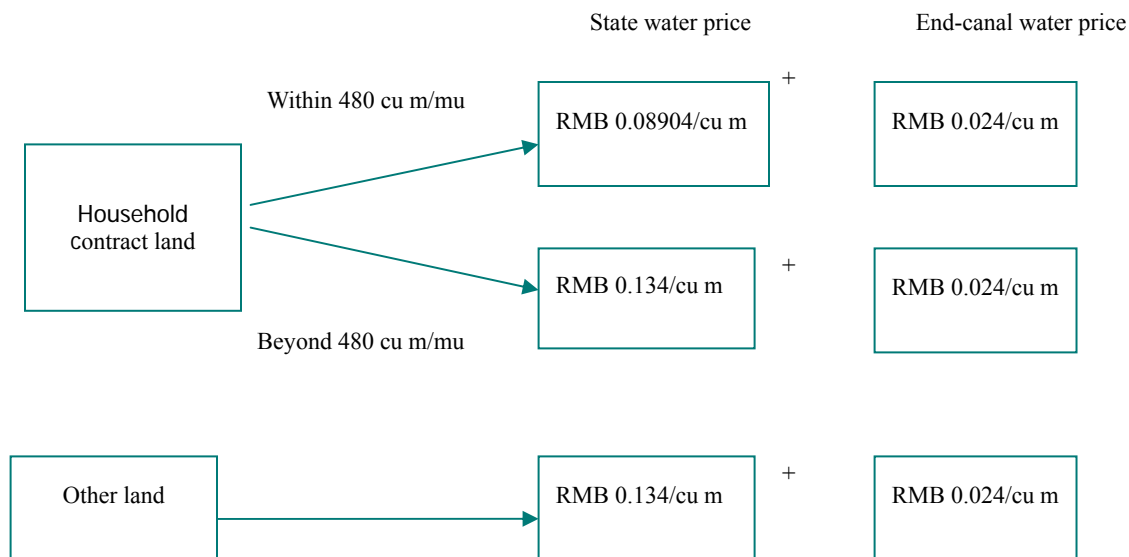 State water price
End-canal water price
Within 480 cu m/mu
+
RMB 0.08904/cu m
RMB 0.024/cu m
Household
contract land
+
RMB 0.134/cu m
RMB 0.024/cu m
Beyond 480 cu m/mu
Other land
+
RMB 0.134/cu m
RMB 0.024/cu m